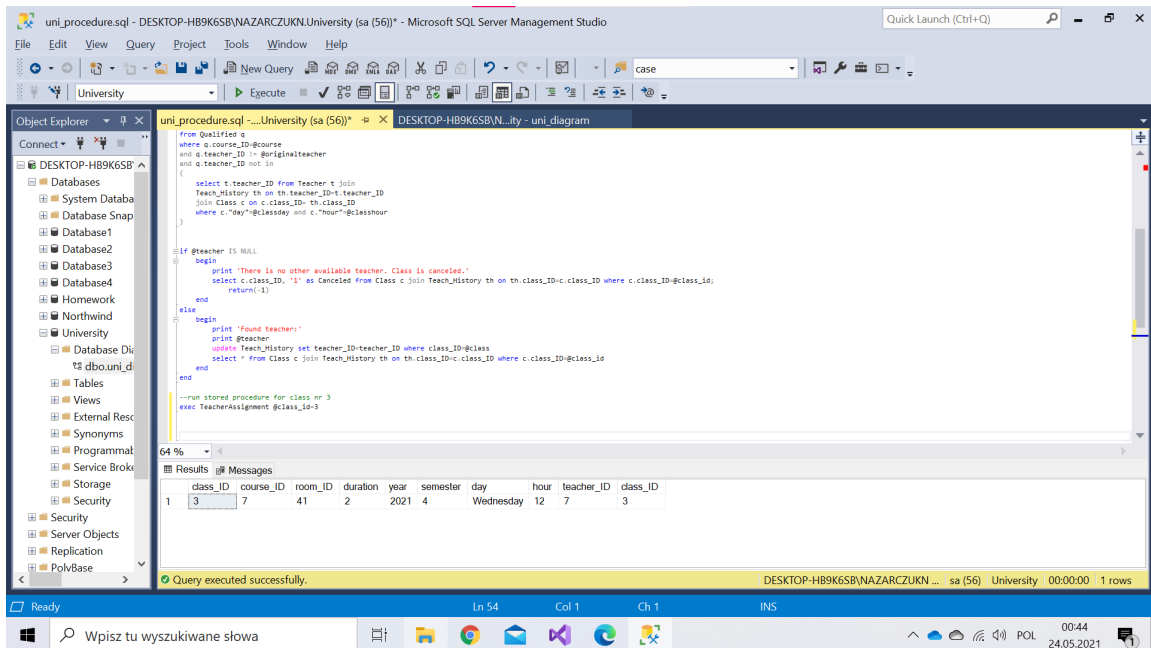 uni_procedure.sql - DESKTOP-HB9K6SB\NAZARCZUKN.University (sa (56))* - Microsoft SQL Server Management Studio
Quick Launch (Ctrl+Q)
File Edit View Query Project Tools Window Help
New Query
case
University
Execute
Object Explorer
uni_procedure.sql -....University (sa (56))*
DESKTOP-HB9K6SB\N...ity - uni_diagram
Connect
DESKTOP-HB9K6SB
Databases
System Databa
Database Snap
Database1
Database2
Database3
Database4
Homework
Northwind
University
Database Dia
dbo.uni_di
Tables
Views
External Resc
Synonyms
Programmab
Service Broke
Storage
Security
Security
Server Objects
Replication
PolyBase
from Qualified q
where q.course_ID=@course
and q.teacher_ID != @originalteacher
and q.teacher_ID not in
(
select t.teacher_ID from Teacher t join
Teach_History th on th.teacher_ID=t.teacher_ID
join Class c on c.class_ID= th.class_ID
where c."day"=@classday and c."hour"=@classhour
)
if @teacher IS NULL
begin
print 'There is no other available teacher. Class is canceled.'
select c.class_ID, '1' as Canceled from Class c join Teach_History th on th.class_ID=c.class_ID where c.class_ID=@class_id;
return(-1)
end
else
begin
print 'Found teacher:'
print @teacher
update Teach_History set teacher_ID=teacher_ID where class_ID=@class
select * from Class c join Teach_History th on th.class_ID=c.class_ID where c.class_ID=@class_id
end
end
--run stored procedure for class nr 3
exec TeacherAssignment @class_id=3
64 %
Results Messages
class_ID course_ID room_ID duration year semester day hour teacher_ID class_ID
1 3 7 41 2 2021 4 Wednesday 12 7 3
Query executed successfully.
DESKTOP-HB9K6SB\NAZARCZUKN ... sa (56) University 00:00:00 1 rows
Ready Ln 54 Col 1 Ch 1 INS
Wpisz tu wyszukiwane słowa
POL
00:44
24.05.2021
1